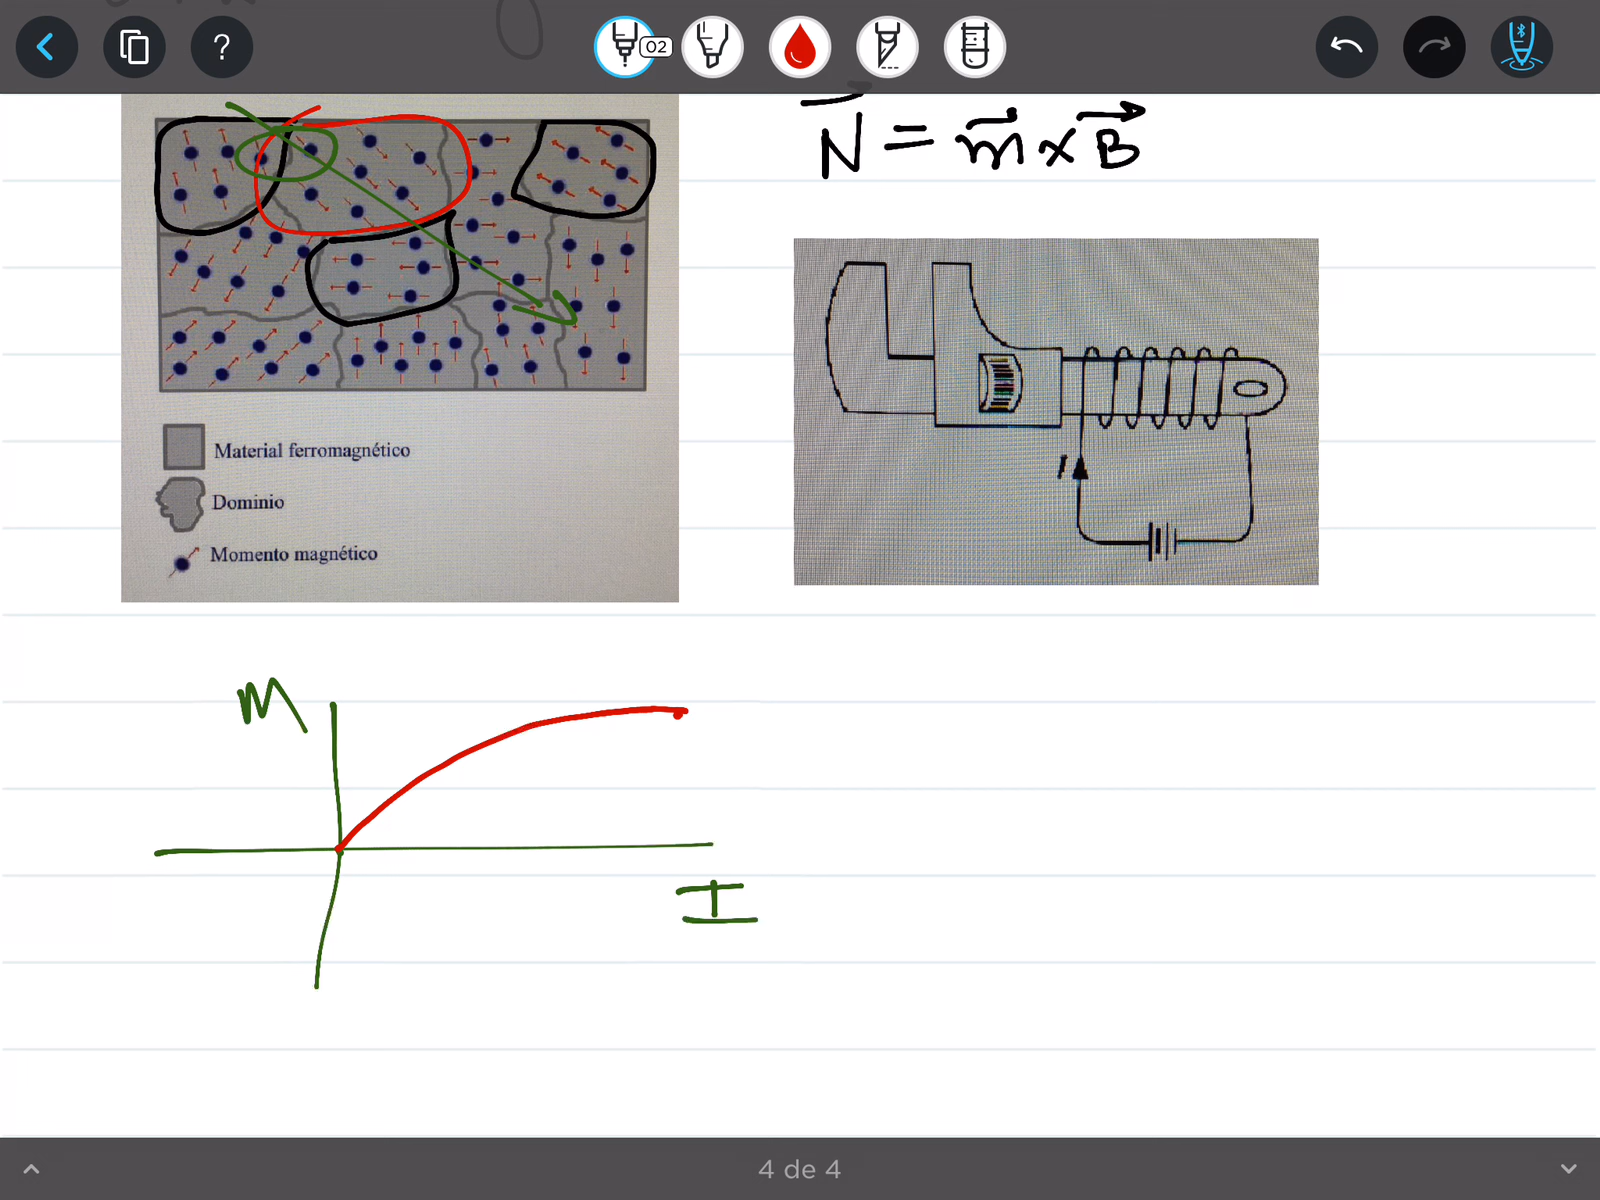 ?
02
N = m x B
I
Material ferromagnético
Dominio
Momento magnético
M
I
4 de 4